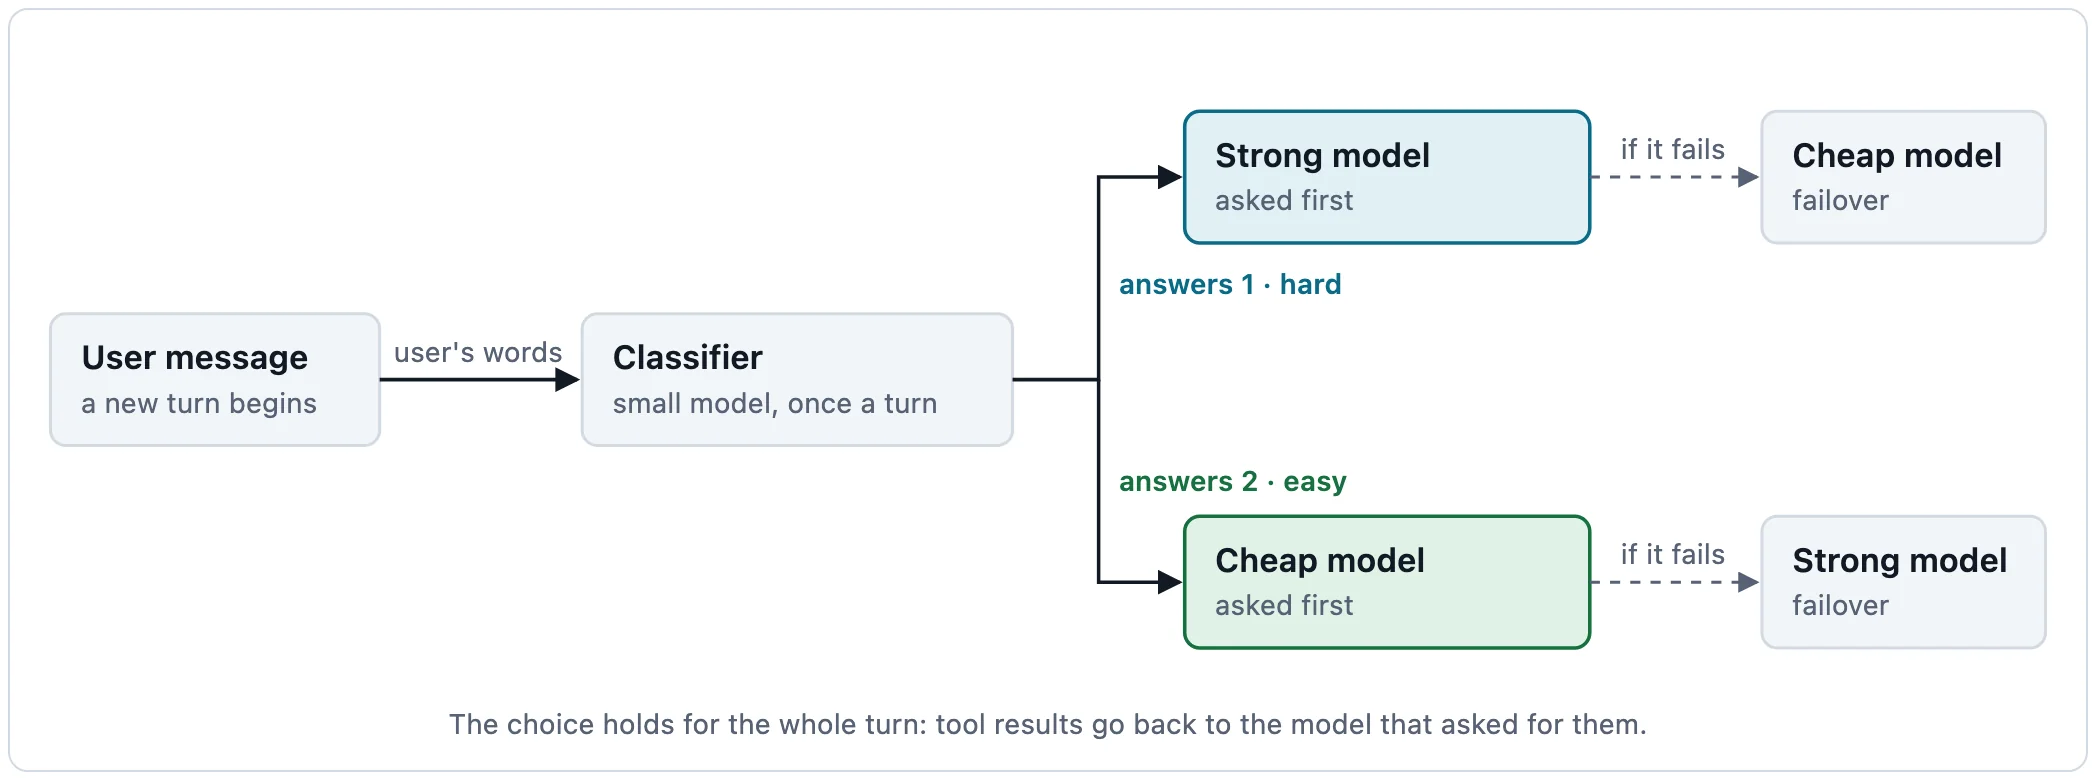 Strong model
asked first
if it fails
Cheap model
failover
answers 1 · hard
User message
a new turn begins
user's words
Classifier
small model, once a turn
answers 2 · easy
Cheap model
asked first
if it fails
Strong model
failover
The choice holds for the whole turn: tool results go back to the model that asked for them.